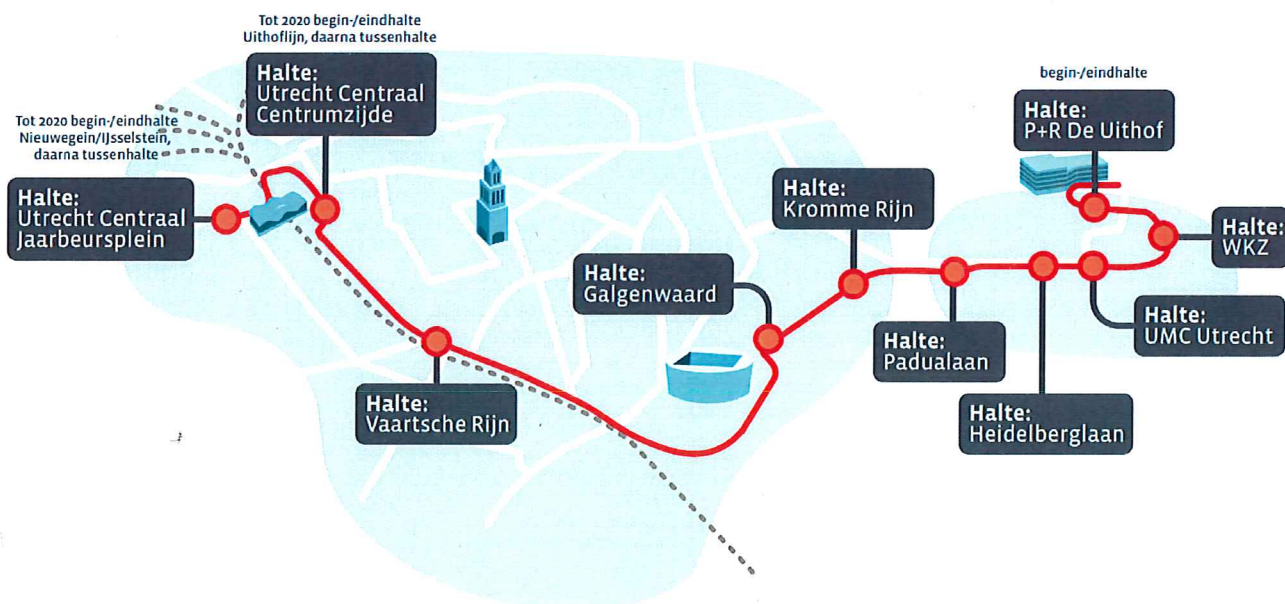 Tot 2020 begin-/eindhalte
Uithoflijn, daarna tussenhalte
Halte:
Utrecht Centraal
Centrumzijde
Tot 2020 begin-/eindhalte
Nieuwegein/IJsselstein,
daarna tussenhalte
Halte:
Utrecht Centraal
Jaarbeursplein
Halte:
Vaartsche Rijn
Halte:
Galgenwaard
Halte:
Kromme Rijn
Halte:
Padualaan
Halte:
Heidelberglaan
Halte:
UMC Utrecht
Halte:
WKZ
begin-/eindhalte
Halte:
P+R De Uithof